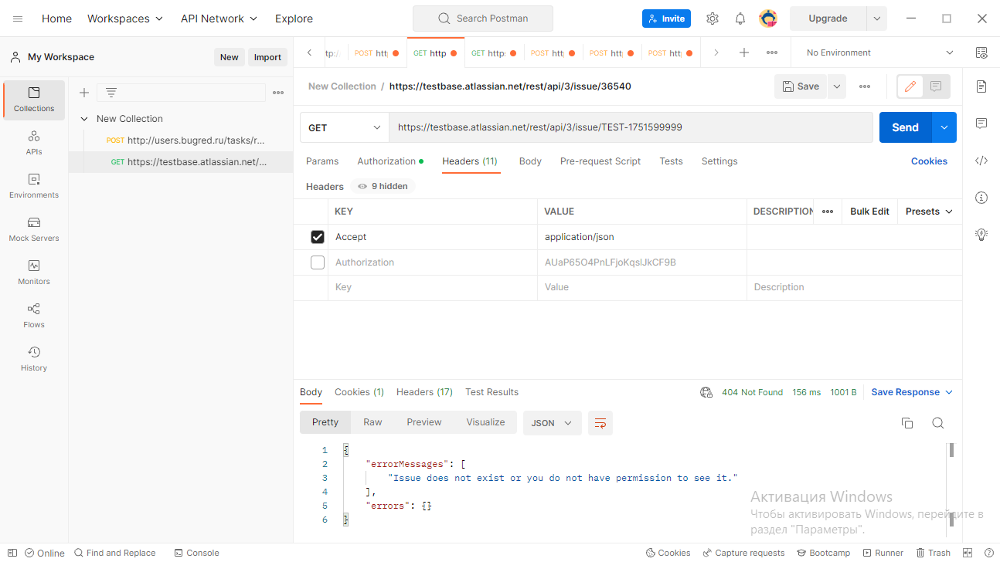 Home Workspaces API Network Explore Search Postman Invite Upgrade
My Workspace New Import
tp:/ POST htt GET http GET http: POST htt POST htt POST htt No Environment
Collections
APIs
Environments
Mock Servers
Monitors
Flows
History
New Collection
POST http://users.bugred.ru/tasks/r...
GET https://testbase.atlassian.net/...
New Collection / https://testbase.atlassian.net/rest/api/3/issue/36540 Save
GET https://testbase.atlassian.net/rest/api/3/issue/TEST-1751599999 Send
Params Authorization Headers (11) Body Pre-request Script Tests Settings Cookies
Headers 9 hidden
KEY VALUE DESCRIPTION Bulk Edit Presets
Accept application/json
Authorization AUaP65O4PnLFjoKqsIJkCF9B
Key Value Description
Body Cookies (1) Headers (17) Test Results 404 Not Found 156 ms 1001 B Save Response
Pretty Raw Preview Visualize JSON
1 {
2 "errorMessages": [
3 "Issue does not exist or you do not have permission to see it."
4 ],
5 "errors": {}
6 }
Активация Windows
Чтобы активировать Windows, перейдите в
раздел "Параметры".
Online Find and Replace Console Cookies Capture requests Bootcamp Runner Trash